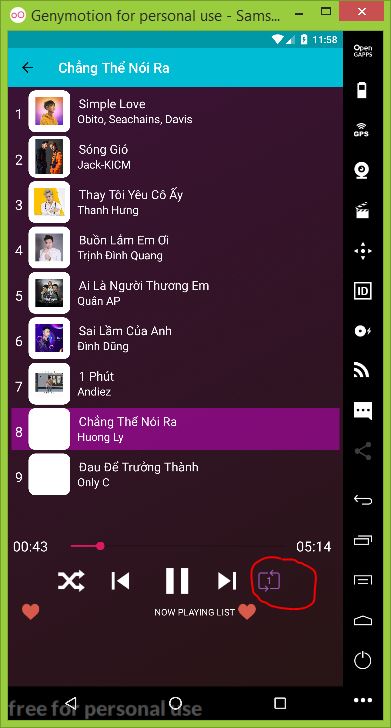 Genymotion for personal use - Sams...
11:58
Open
GAPPS
Chẳng Thể Nói Ra
1
Simple Love
Obito, Seachains, Davis
GPS
2
Sóng Gió
Jack-KICM
3
Thay Tôi Yêu Cô Ấy
Thanh Hưng
4
Buồn Lắm Em Ơi
Trịnh Đình Quang
5
Ai Là Người Thương Em
Quân AP
ID
6
Sai Lầm Của Anh
Đình Dũng
7
1 Phút
Andiez
8
Chẳng Thể Nói Ra
Huong Ly
9
Đau Để Trưởng Thành
Only C
00:43
05:14
1
NOW PLAYING LIST
free for personal use